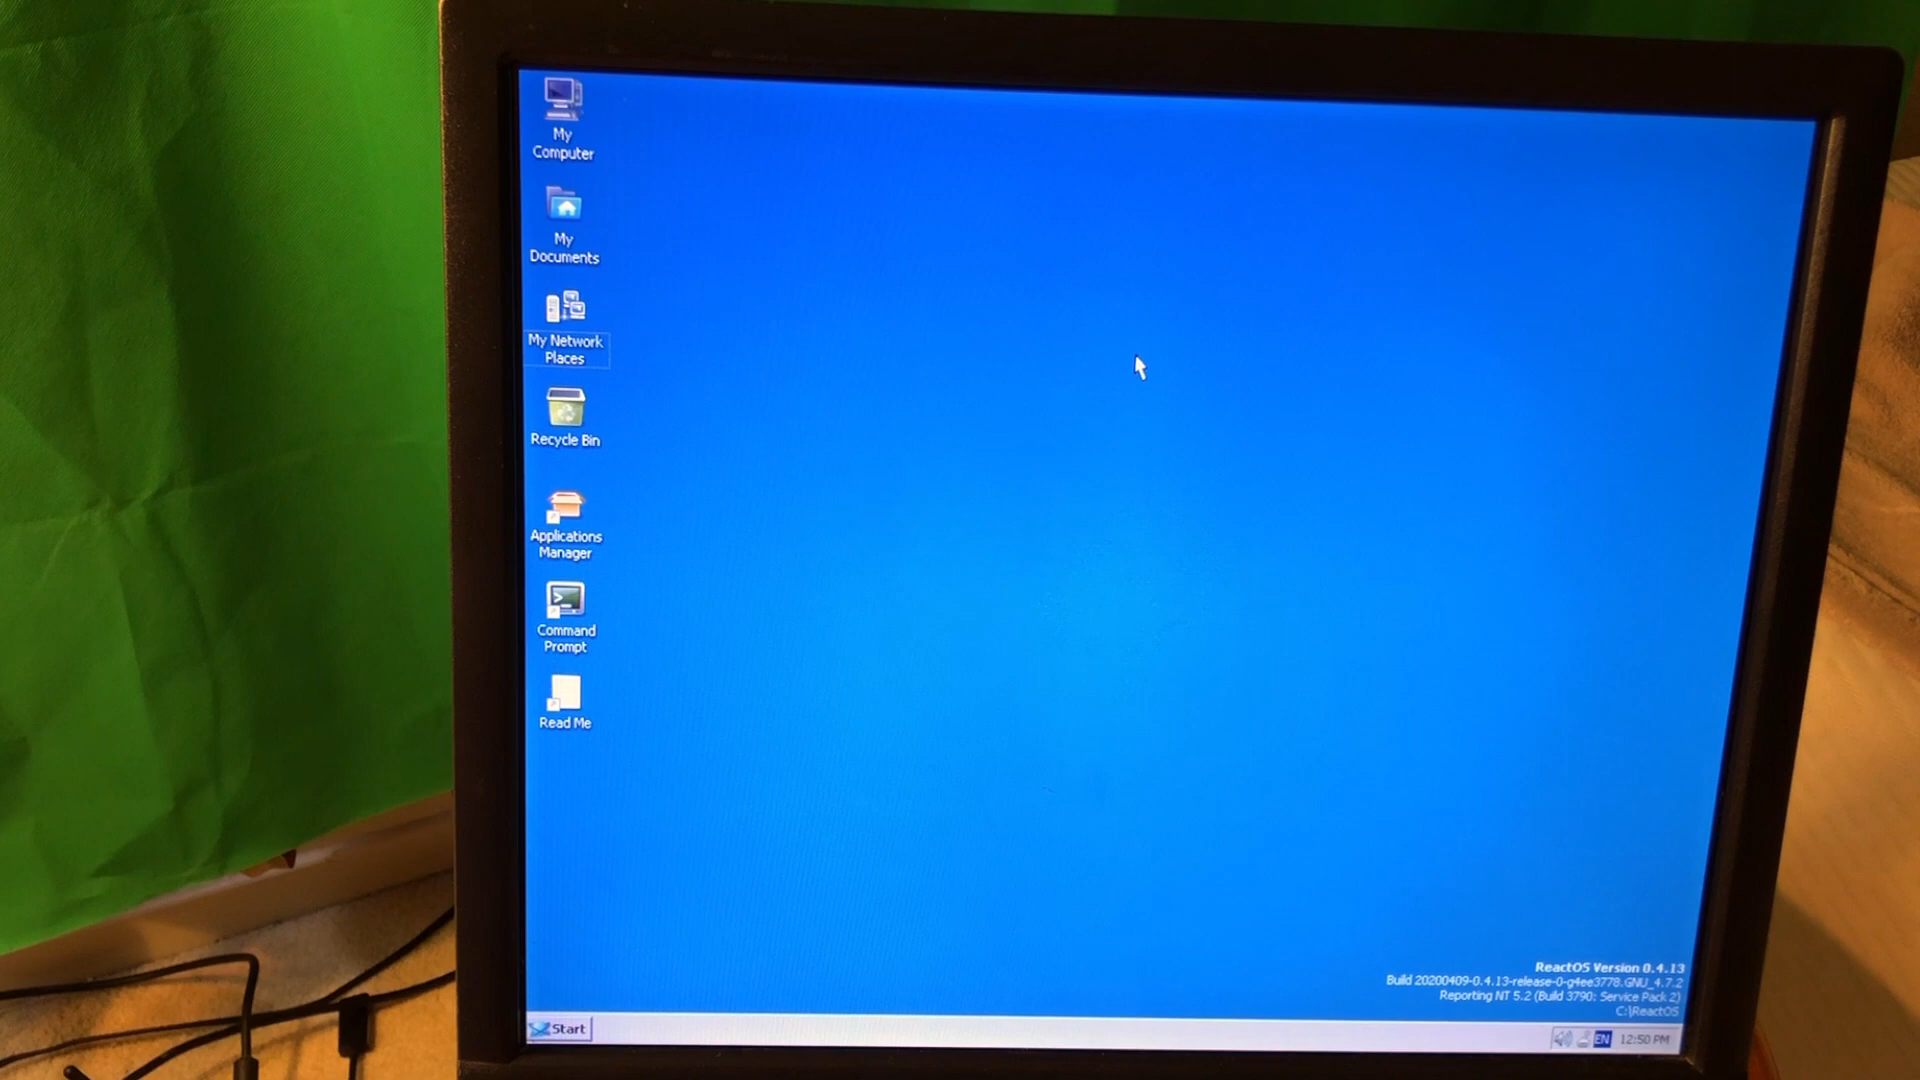 My
Computer
My
Documents
My Network
Places
Recycle Bin
Applications
Manager
Command
Prompt
Read Me
ReactOS Version 0.4.13
Build 20200409-0.4.13-release-0-g4ee3778.GNU_4.7.2
Reporting NT 5.2 (Build 3790: Service Pack 2)
C:\ReactOS
Start
EN
12:50 PM